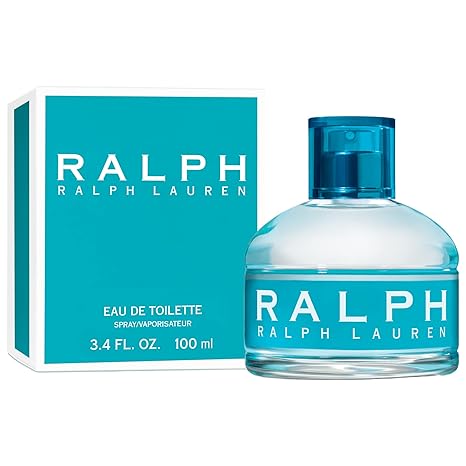 RALPH
RALPH LAUREN
EAU DE TOILETTE
SPRAY/VAPORISATEUR
3.4 FL. OZ. 100 ml
RALPH
RALPH LAUREN